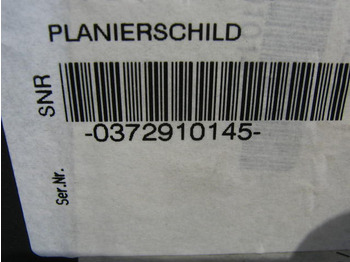 PLANIERSCHILD
SNR
-0372910145-
Ser.Nr.